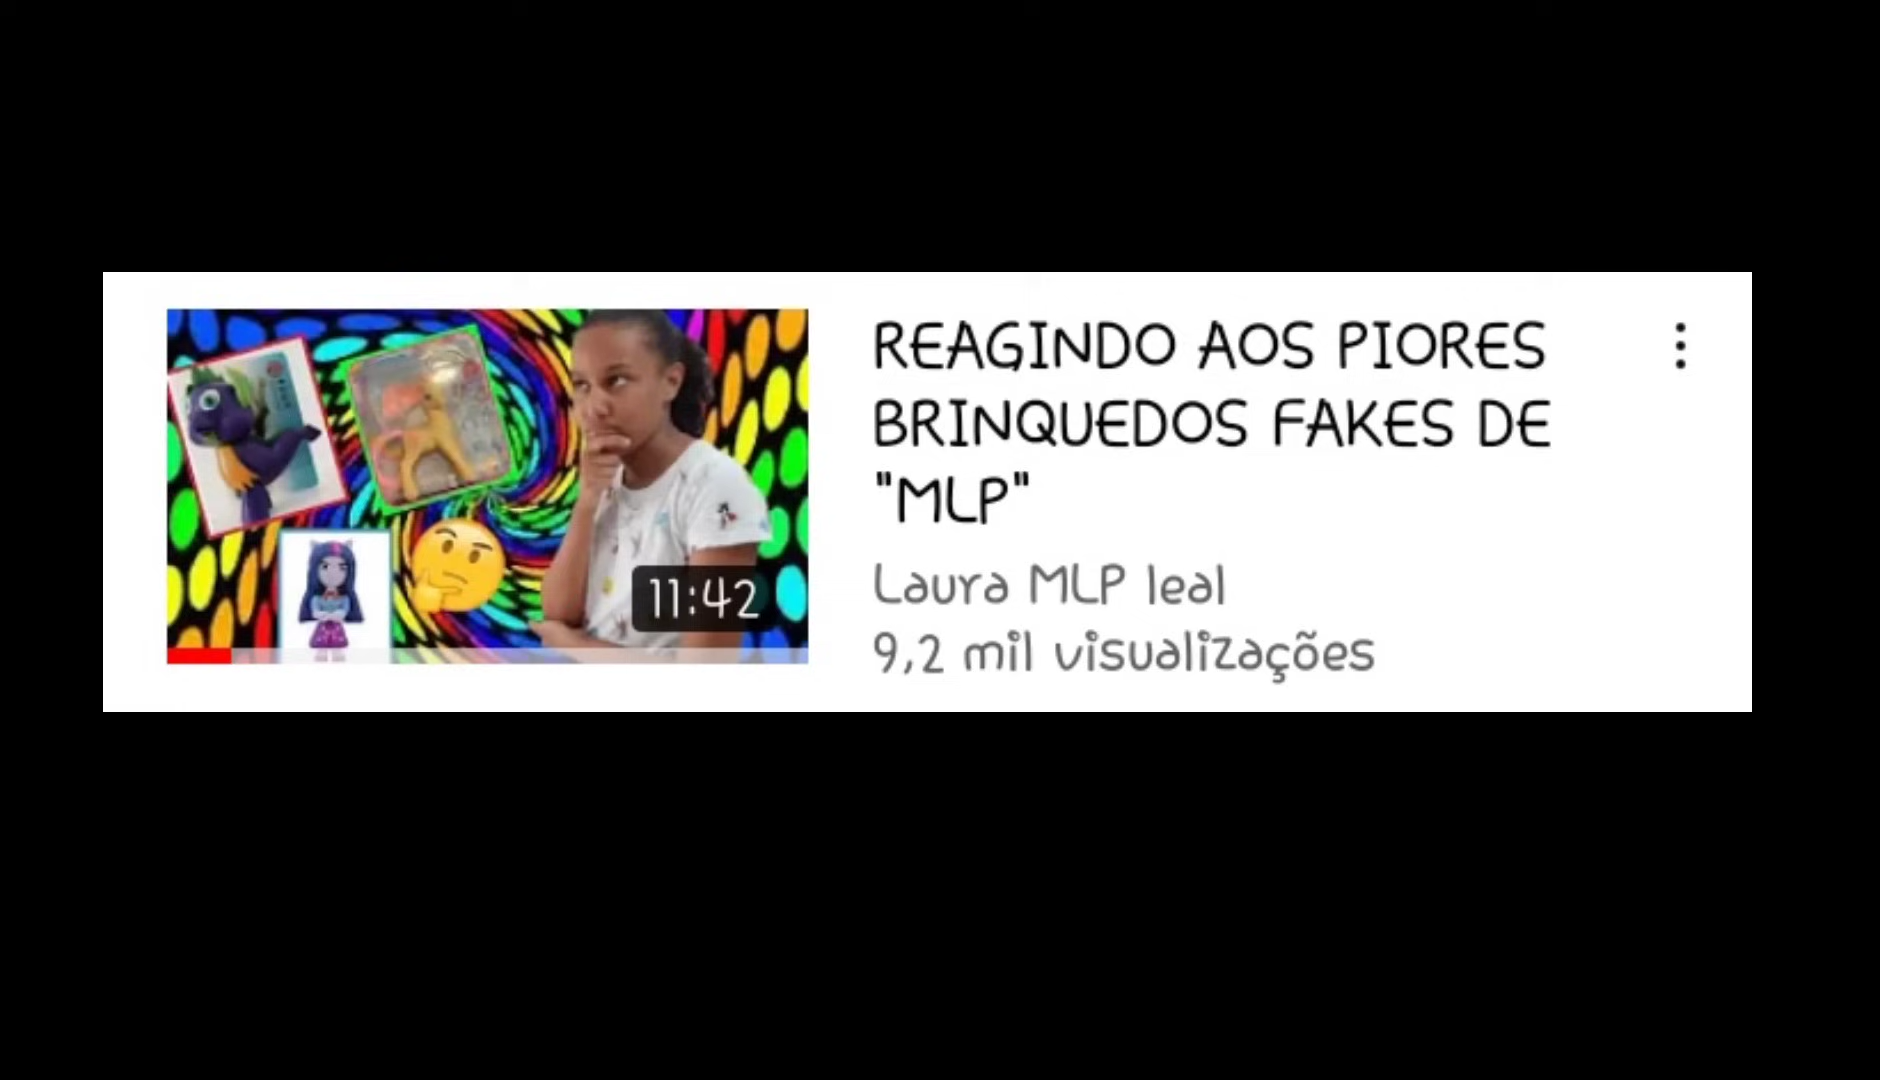 REAGINDO AOS PIORES
BRINQUEDOS FAKES DE
"MLP"
Laura MLP leal
9,2 mil visualizações
11:42